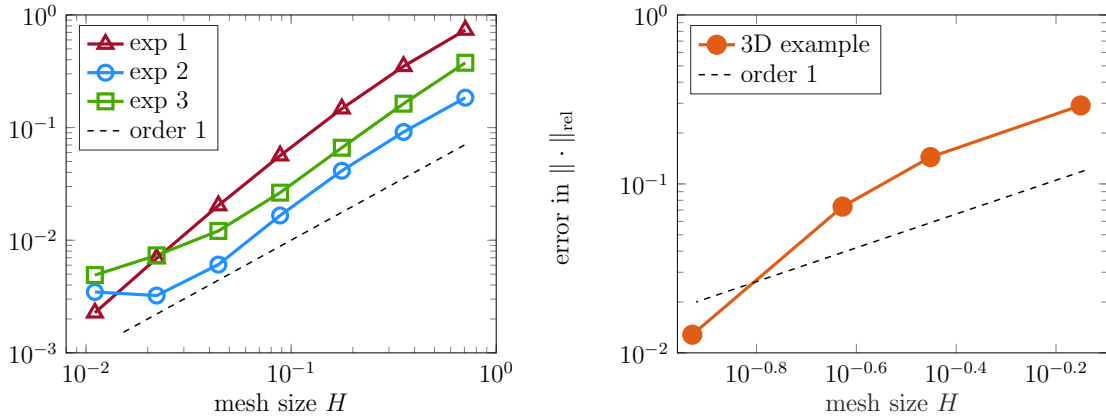 10^0
10^{-1}
10^{-2}
10^{-3}
exp 1
exp 2
exp 3
order 1
10^{-2}
10^{-1}
10^0
mesh size H
error in ‖ · ‖_{rel}
10^0
10^{-1}
10^{-2}
3D example
order 1
10^{-0.8}
10^{-0.6}
10^{-0.4}
10^{-0.2}
mesh size H